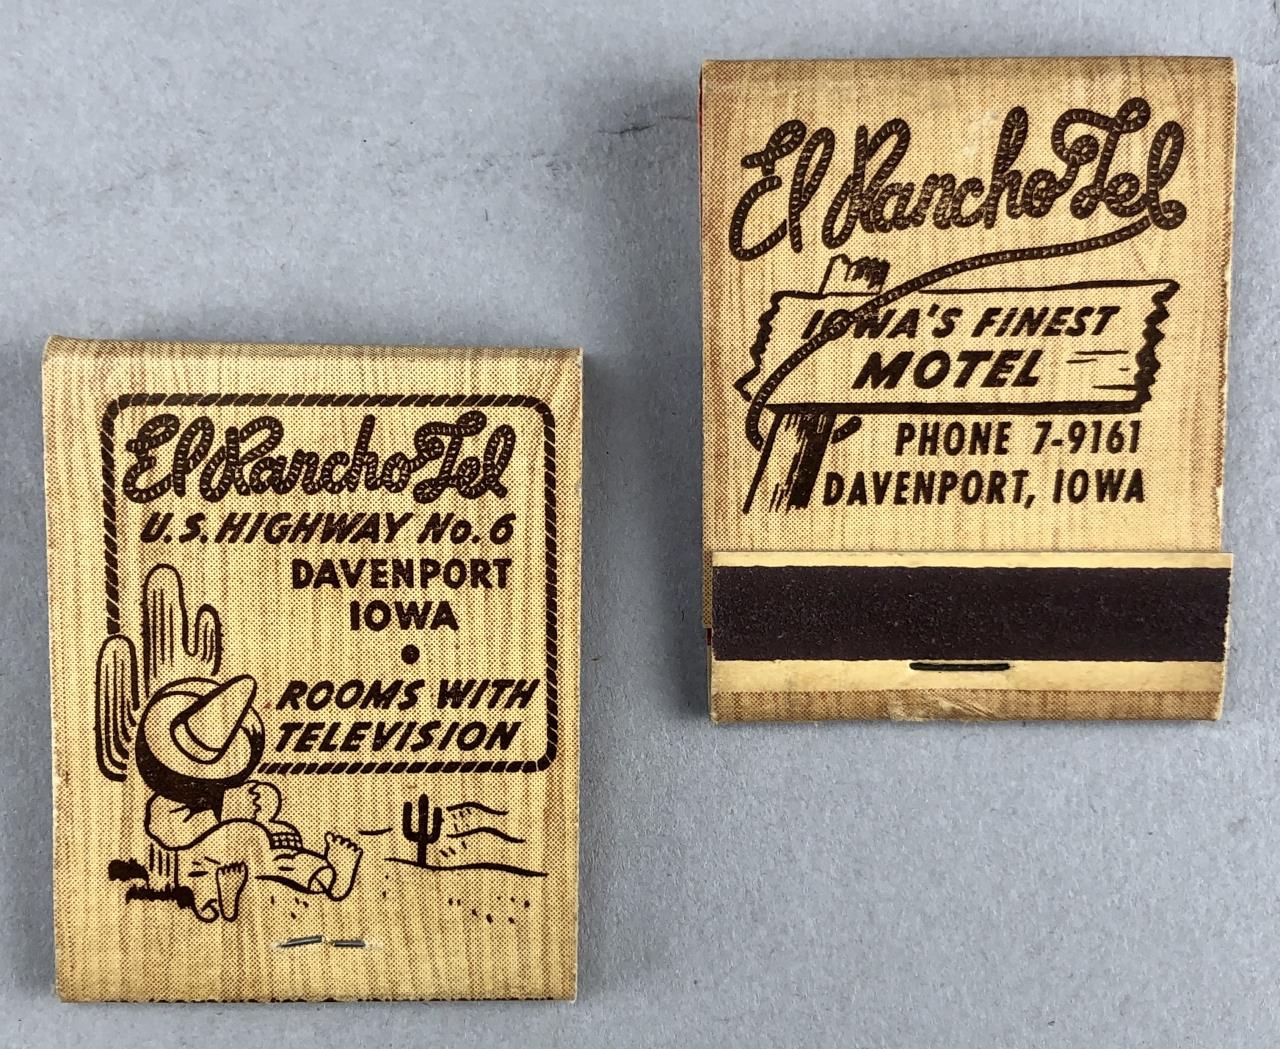 El RanchoTel
U.S. HIGHWAY No. 6
DAVENPORT
IOWA
ROOMS WITH
TELEVISION
El RanchoTel
IOWA'S FINEST
MOTEL
PHONE 7-9161
DAVENPORT, IOWA